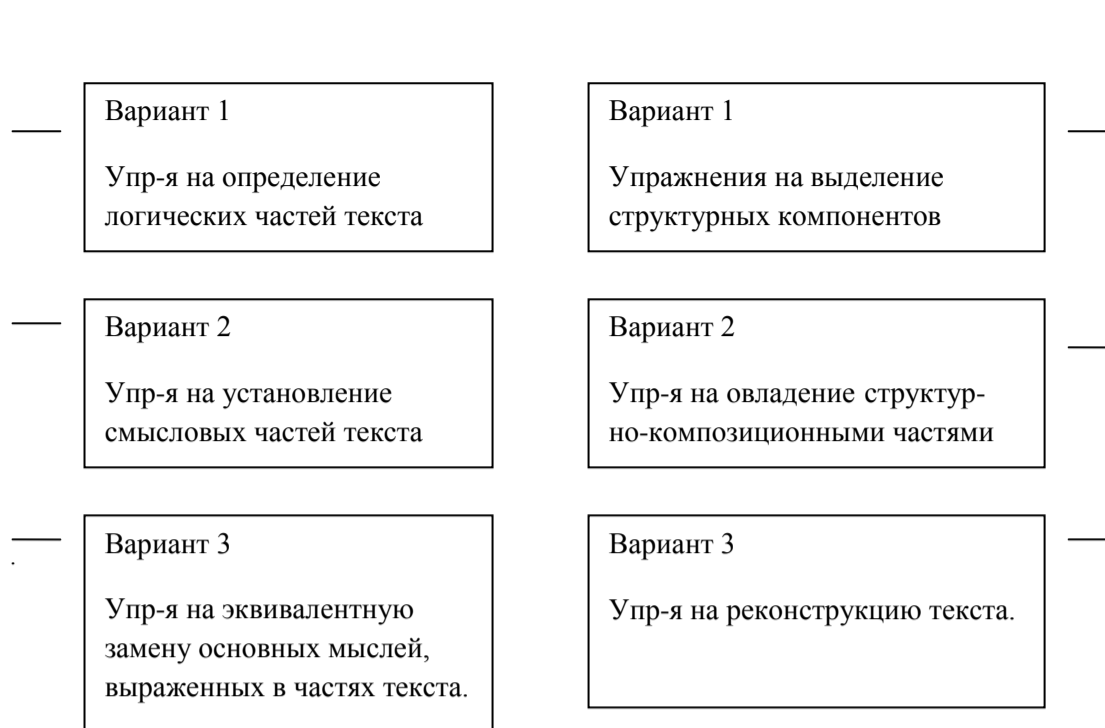 Вариант 1
Упр-я на определение
логических частей текста
Вариант 1
Упражнения на выделение
структурных компонентов
Вариант 2
Упр-я на установление
смысловых частей текста
Вариант 2
Упр-я на овладение структур-
но-композиционными частями
Вариант 3
Упр-я на эквивалентную
замену основных мыслей,
выраженных в частях текста.
Вариант 3
Упр-я на реконструкцию текста.